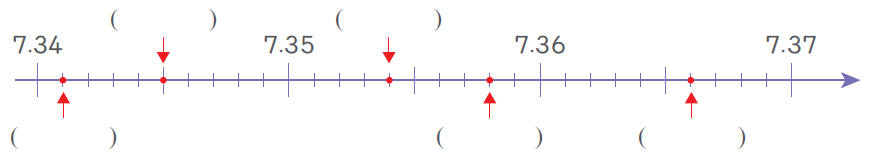 (        )        (        )
7.34        7.35        7.36        7.37
(        )        (        )        (        )